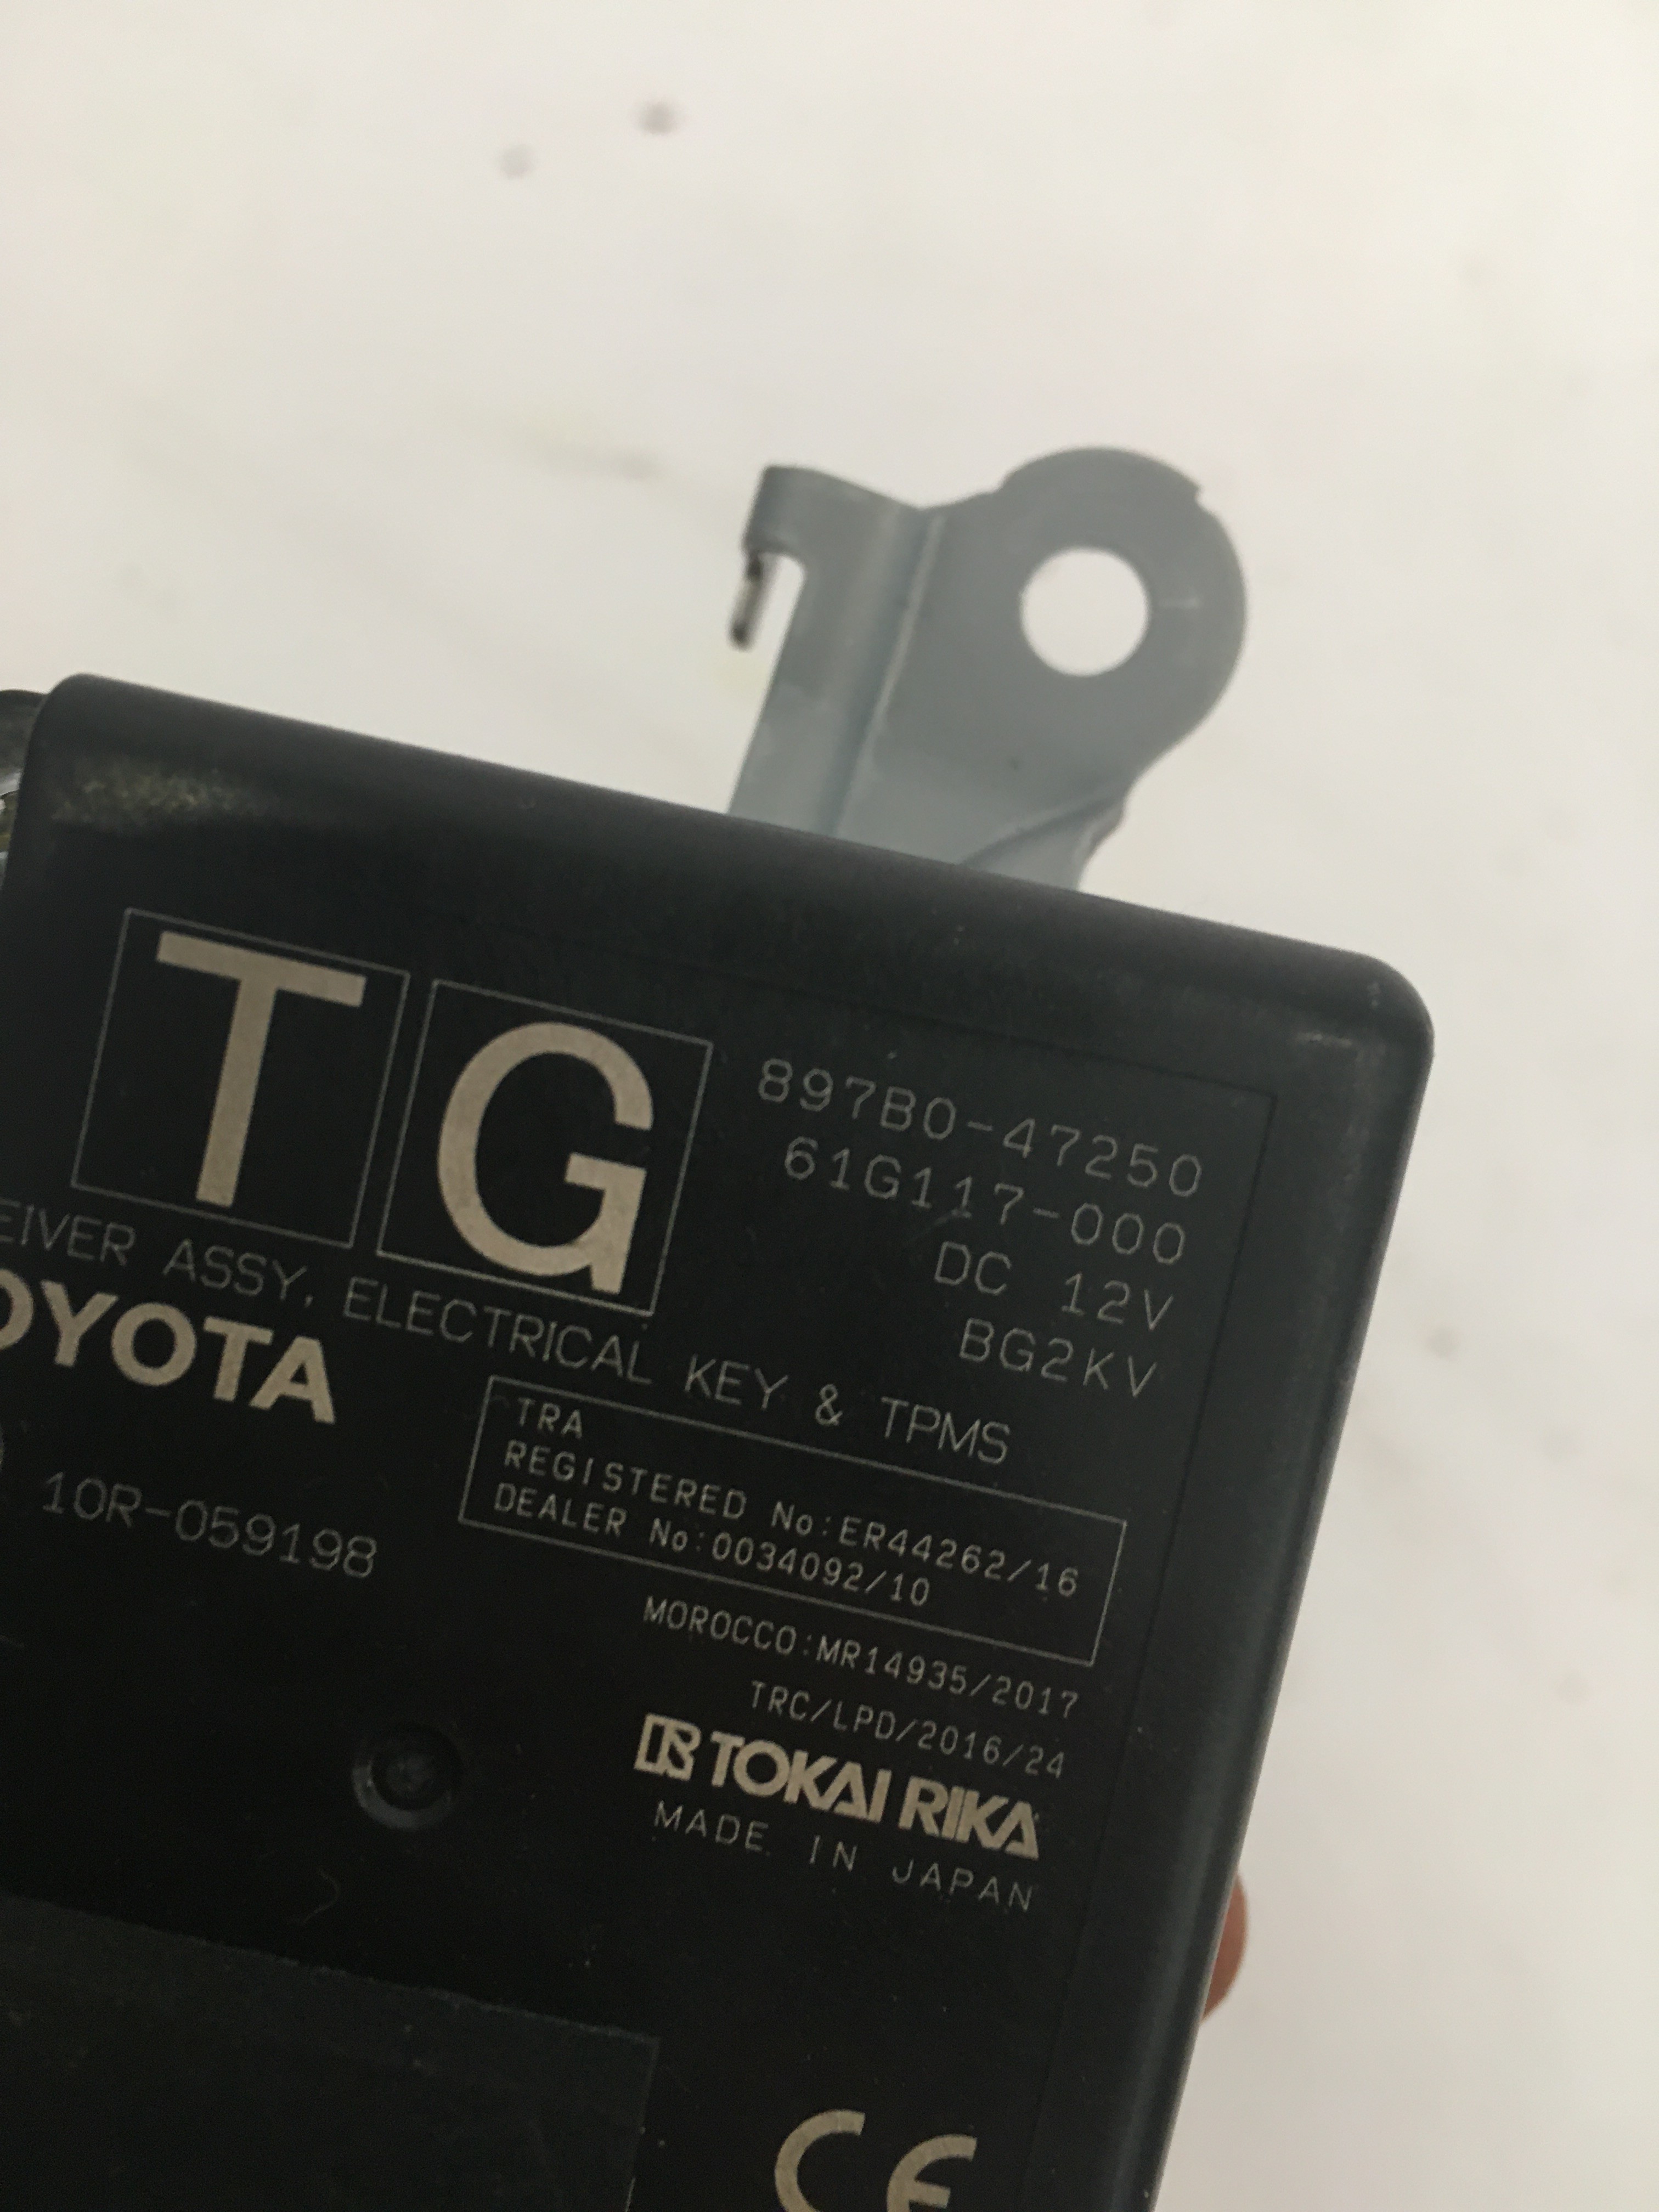 TG
897B0-47250
61G117-000
DC 12V
BG2KV
EIVER ASSY, ELECTRICAL KEY & TPMS
OYOTA
10R-059198
TRA
REGISTERED No:ER44262/16
DEALER No:0034092/10
MOROCCO:MR14935/2017
TRC/LPD/2016/24
TOKAI RIKA
MADE IN JAPAN
CE